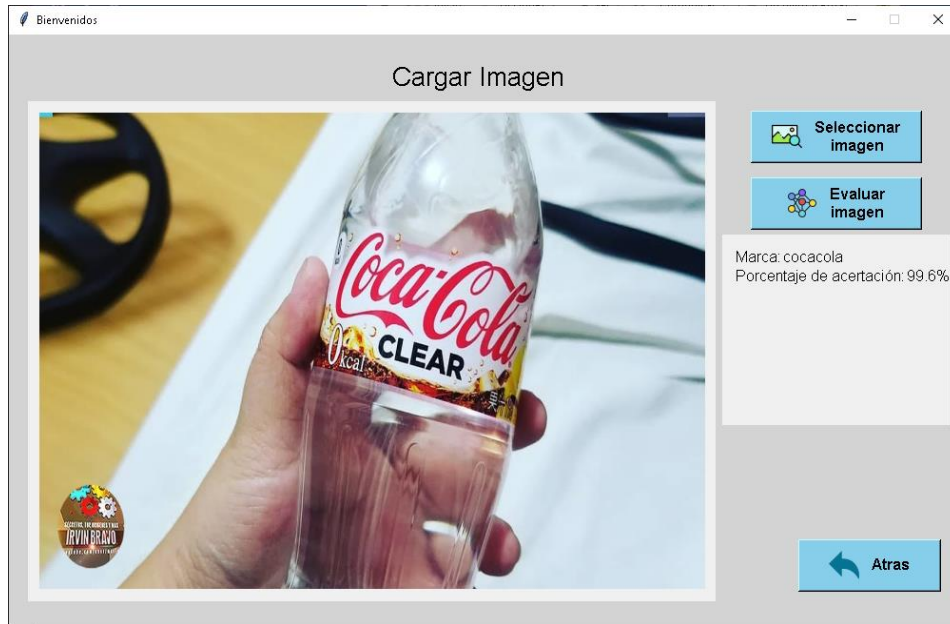 Bienvenidos
Cargar Imagen
Seleccionar
imagen
Evaluar
imagen
Marca: cocacola
Porcentaje de acertación: 99.6%
Coca-Cola
CLEAR
0kcal
IRVIN BRAVO
Atras